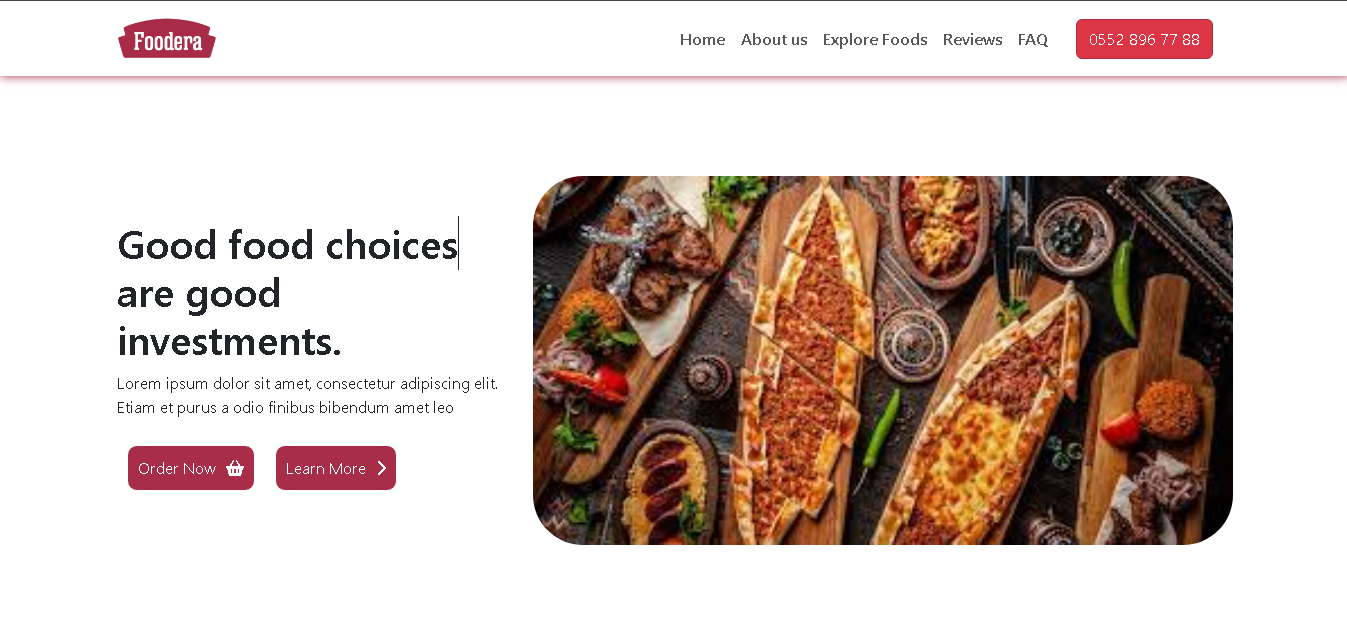 Foodera
Home About us Explore Foods Reviews FAQ 0552 896 77 88
Good food choices
are good
investments.
Lorem ipsum dolor sit amet, consectetur adipiscing elit.
Etiam et purus a odio finibus bibendum amet leo
Order Now Learn More